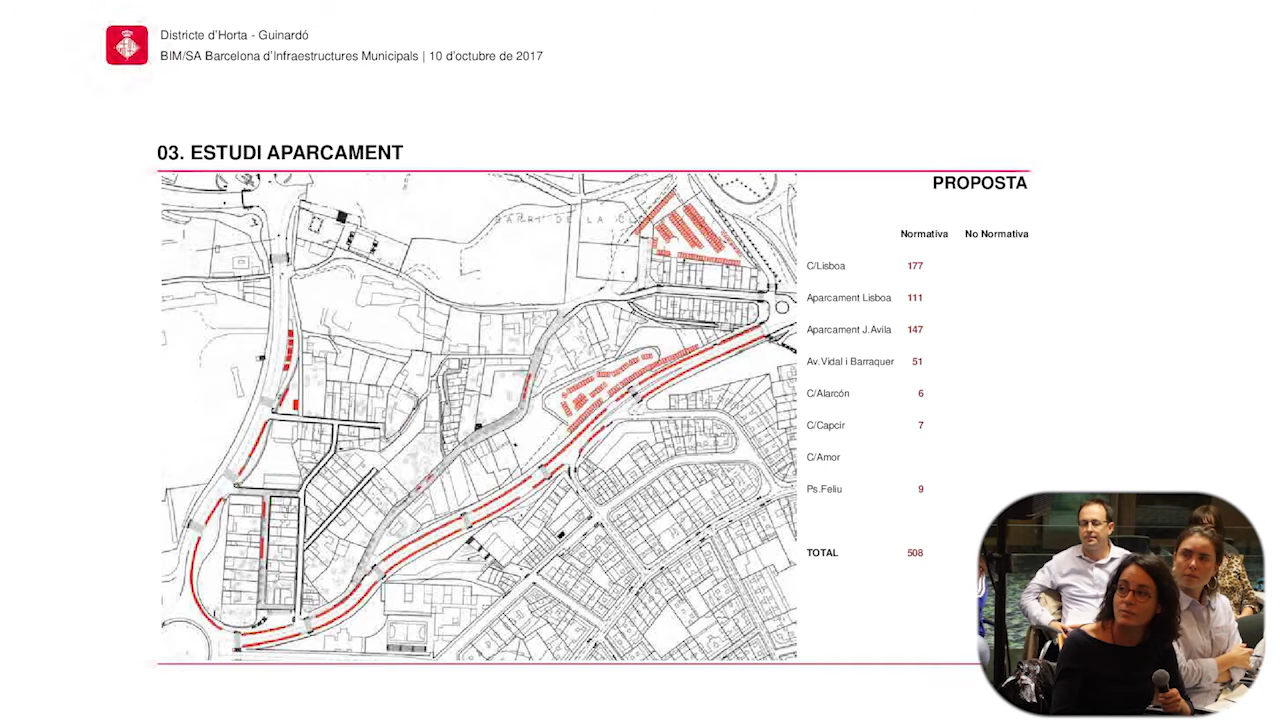 Districte d'Horta - Guinardó
BIM/SA Barcelona d'Infraestructures Municipals | 10 d'octubre de 2017
03. ESTUDI APARCAMENT
PROPOSTA
Normativa No Normativa
C/Lisboa 177
Aparcament Lisboa 111
Aparcament J.Avila 147
Av.Vidal i Barraquer 51
C/Alarcón 6
C/Capcir 7
C/Amor
Ps.Feliu 9
TOTAL 508